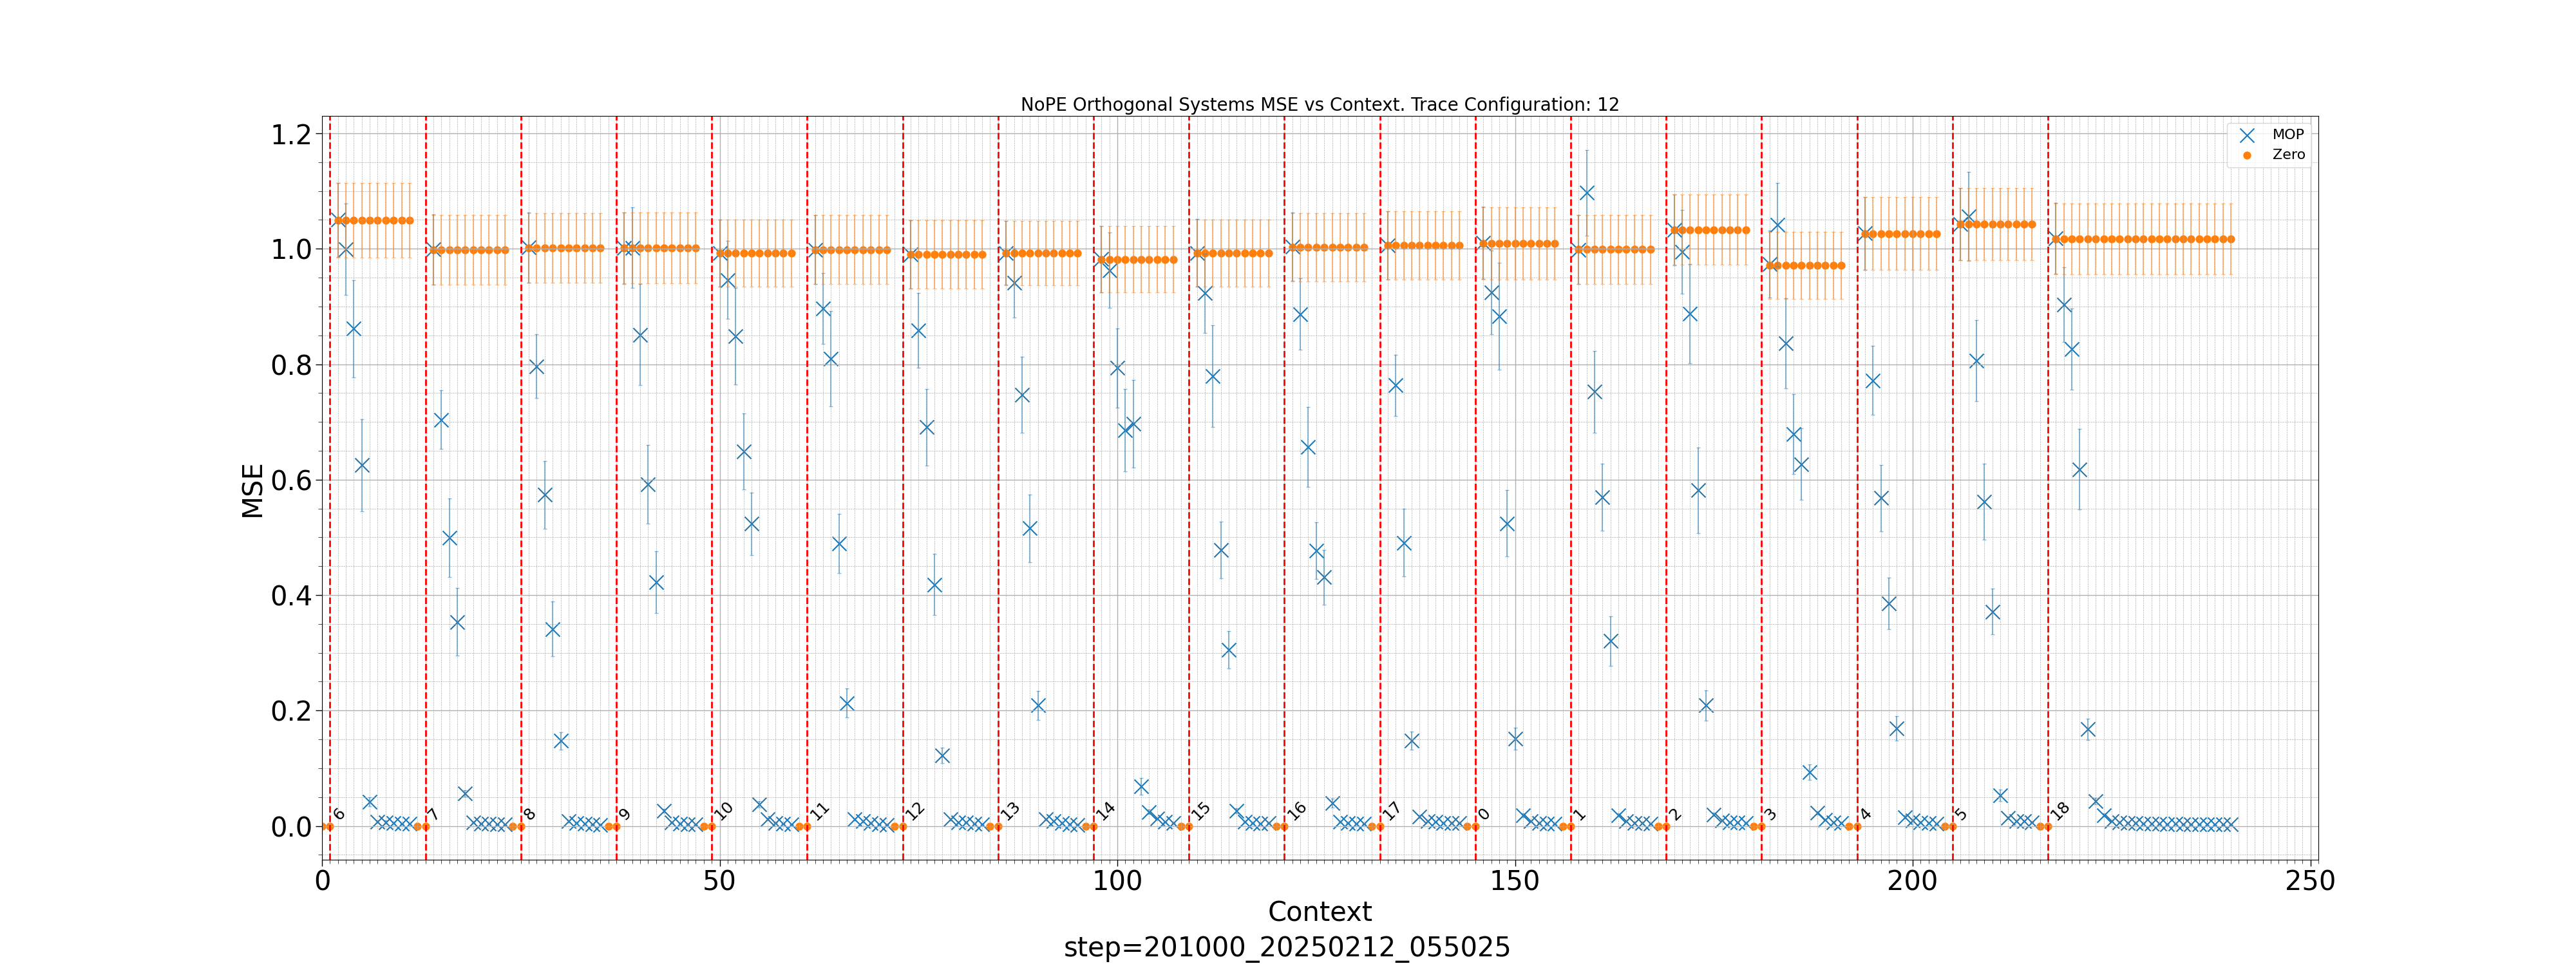 NoPE Orthogonal Systems MSE vs Context. Trace Configuration: 12
MOP
Zero
MSE
1.2
1.0
0.8
0.6
0.4
0.2
0.0
6 7 8 9 10 11 12 13 14 15 16 17 0 1 2 3 4 5 18
0 50 100 150 200 250
Context
step=201000_20250212_055025